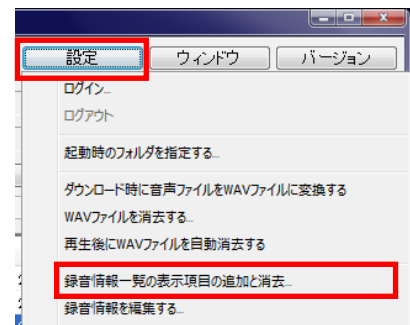 設定 ウィンドウ バージョン
ログイン...
ログアウト
起動時のフォルダを指定する...
ダウンロード時に音声ファイルをWAVファイルに変換する
WAVファイルを消去する...
再生後にWAVファイルを自動消去する
録音情報一覧の表示項目の追加と消去...
録音情報を編集する...